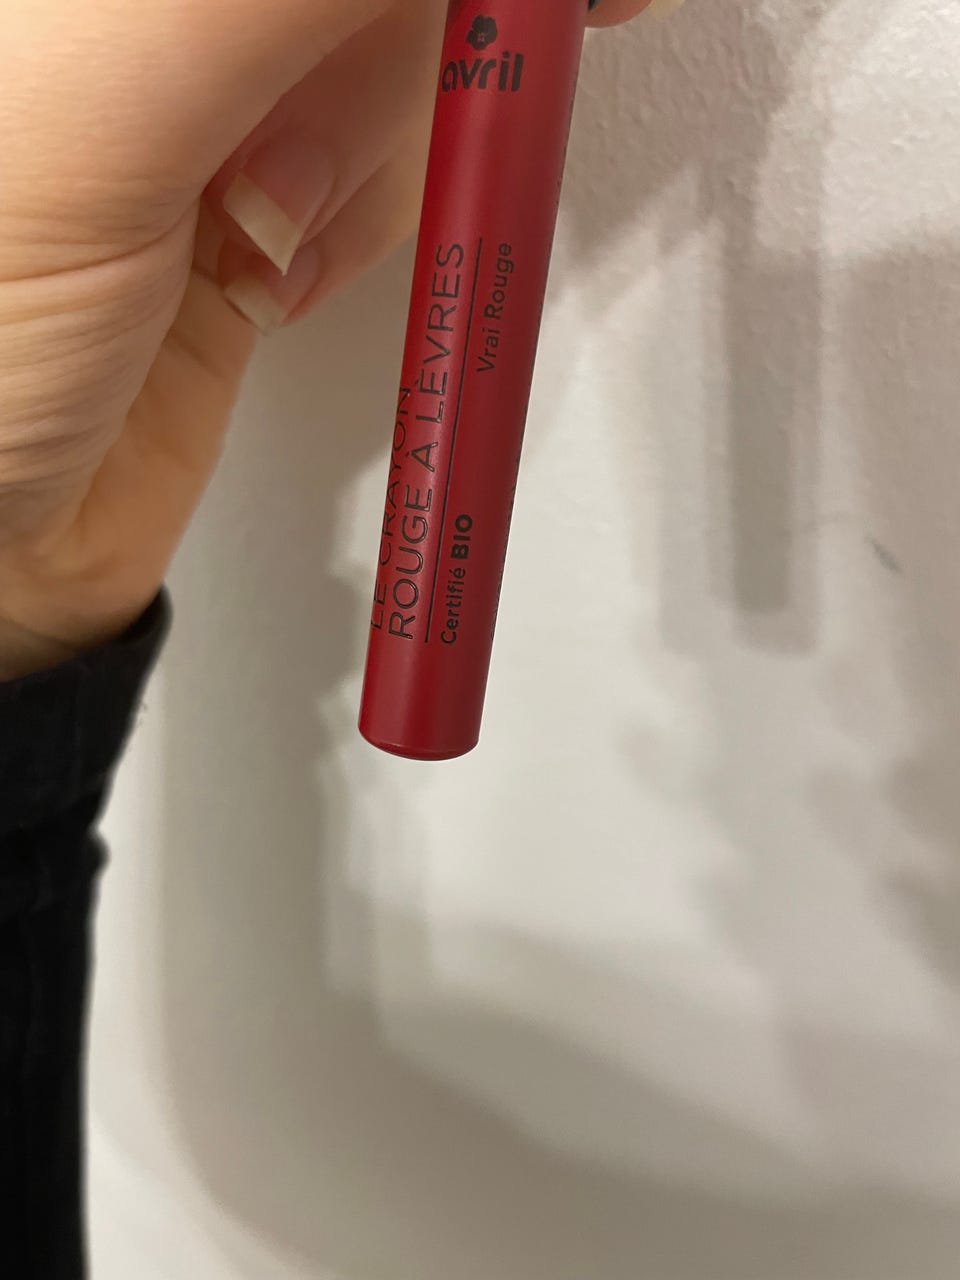 avril
LE CRAYON
ROUGE À LÈVRES
Certifié BIO
Vrai Rouge